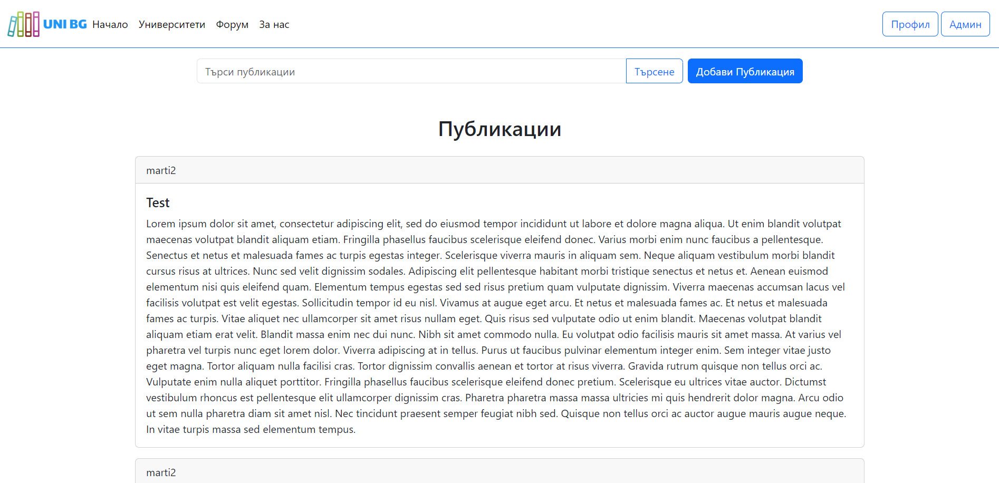 UNI BG Начало Университети Форум За нас Профил Админ
Търси публикации Търсене Добави Публикация
Публикации
marti2
Test
Lorem ipsum dolor sit amet, consectetur adipiscing elit, sed do eiusmod tempor incididunt ut labore et dolore magna aliqua. Ut enim blandit volutpat
maecenas volutpat blandit aliquam etiam. Fringilla phasellus faucibus scelerisque eleifend donec. Varius morbi enim nunc faucibus a pellentesque.
Senectus et netus et malesuada fames ac turpis egestas integer. Scelerisque viverra mauris in aliquam sem. Neque aliquam vestibulum morbi blandit
cursus risus at ultrices. Nunc sed velit dignissim sodales. Adipiscing elit pellentesque habitant morbi tristique senectus et netus et. Aenean euismod
elementum nisi quis eleifend quam. Elementum tempus egestas sed sed risus pretium quam vulputate dignissim. Viverra maecenas accumsan lacus vel
facilisis volutpat est velit egestas. Sollicitudin tempor id eu nisl. Vivamus at augue eget arcu. Et netus et malesuada fames ac. Et netus et malesuada
fames ac turpis. Vitae aliquet nec ullamcorper sit amet risus nullam eget. Quis risus sed vulputate odio ut enim blandit. Maecenas volutpat blandit
aliquam etiam erat velit. Blandit massa enim nec dui nunc. Nibh sit amet commodo nulla. Eu volutpat odio facilisis mauris sit amet massa. At varius vel
pharetra vel turpis nunc eget lorem dolor. Viverra adipiscing at in tellus. Purus ut faucibus pulvinar elementum integer enim. Sem integer vitae justo
eget magna. Tortor aliquam nulla facilisi cras. Tortor dignissim convallis aenean et tortor at risus viverra. Gravida rutrum quisque non tellus orci ac.
Vulputate enim nulla aliquet porttitor. Fringilla phasellus faucibus scelerisque eleifend donec pretium. Scelerisque eu ultrices vitae auctor. Dictumst
vestibulum rhoncus est pellentesque elit ullamcorper dignissim cras. Pharetra pharetra massa massa ultricies mi quis hendrerit dolor magna. Arcu odio
ut sem nulla pharetra diam sit amet nisl. Nec tincidunt praesent semper feugiat nibh sed. Quisque non tellus orci ac auctor augue mauris augue neque.
In vitae turpis massa sed elementum tempus.
marti2